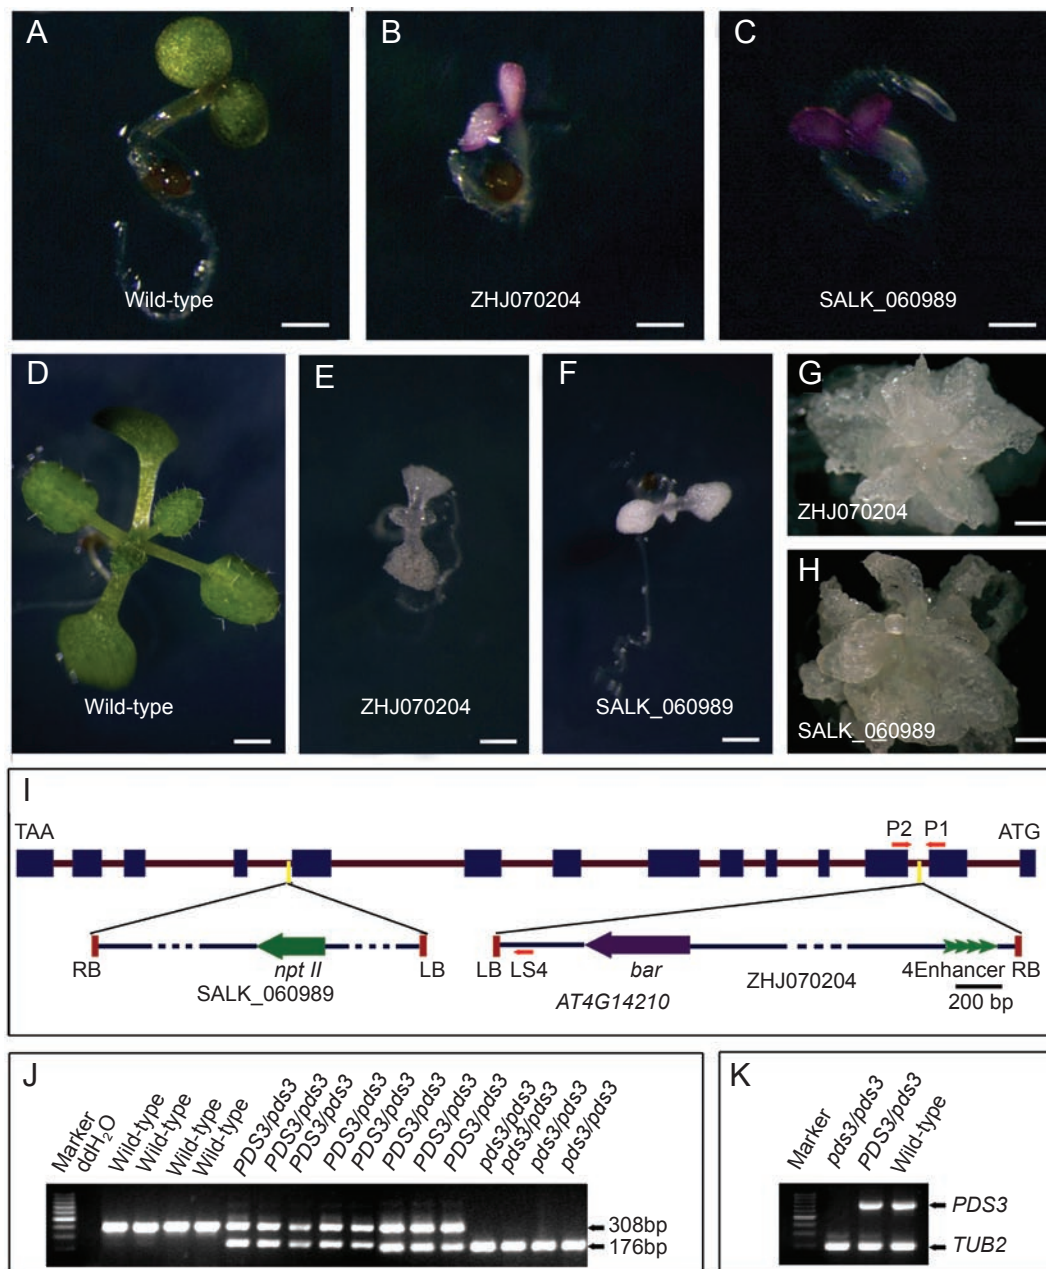 A
B
C
Wild-type
ZHJ070204
SALK_060989
D
E
F
G
ZHJ070204
H
Wild-type
ZHJ070204
SALK_060989
SALK_060989
I
TAA
P2
P1
ATG
RB
npt II
LB
LB
LS4
bar
4Enhancer
RB
SALK_060989
AT4G14210
ZHJ070204
200 bp
J
Marker
ddH₂O
Wild-type
Wild-type
Wild-type
Wild-type
PDS3/pds3
PDS3/pds3
PDS3/pds3
PDS3/pds3
PDS3/pds3
PDS3/pds3
PDS3/pds3
PDS3/pds3
pds3/pds3
pds3/pds3
pds3/pds3
pds3/pds3
308bp
176bp
K
Marker
pds3/pds3
PDS3/pds3
Wild-type
PDS3
TUB2